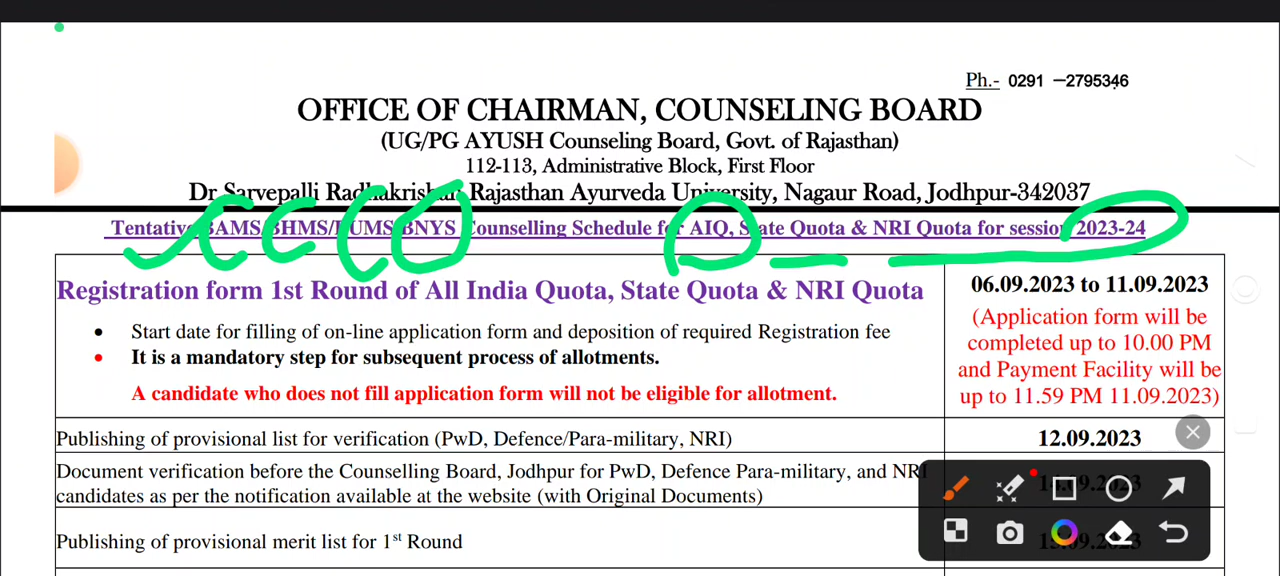 Ph.- 0291 –2795346
OFFICE OF CHAIRMAN, COUNSELING BOARD
(UG/PG AYUSH Counseling Board, Govt. of Rajasthan)
112-113, Administrative Block, First Floor
Dr Sarvepalli Radhakrishan Rajasthan Ayurveda University, Nagaur Road, Jodhpur-342037
Tentative BAMS/BHMS/BUMS/BNYS Counselling Schedule for AIQ, State Quota & NRI Quota for session 2023-24
Registration form 1st Round of All India Quota, State Quota & NRI Quota
• Start date for filling of on-line application form and deposition of required Registration fee
• It is a mandatory step for subsequent process of allotments.
A candidate who does not fill application form will not be eligible for allotment.
06.09.2023 to 11.09.2023
(Application form will be
completed up to 10.00 PM
and Payment Facility will be
up to 11.59 PM 11.09.2023)
Publishing of provisional list for verification (PwD, Defence/Para-military, NRI)
12.09.2023
Document verification before the Counselling Board, Jodhpur for PwD, Defence Para-military, and NRI
candidates as per the notification available at the website (with Original Documents)
Publishing of provisional merit list for 1st Round